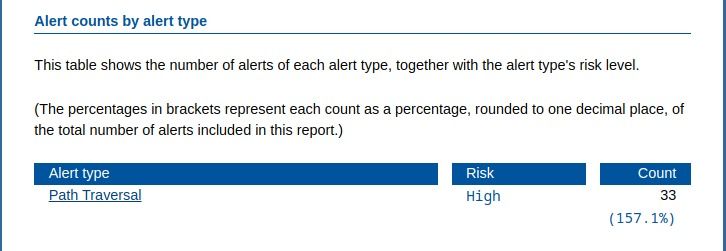 Alert counts by alert type
This table shows the number of alerts of each alert type, together with the alert type's risk level.
(The percentages in brackets represent each count as a percentage, rounded to one decimal place, of
the total number of alerts included in this report.)
Alert type Risk Count
Path Traversal High 33
(157.1%)